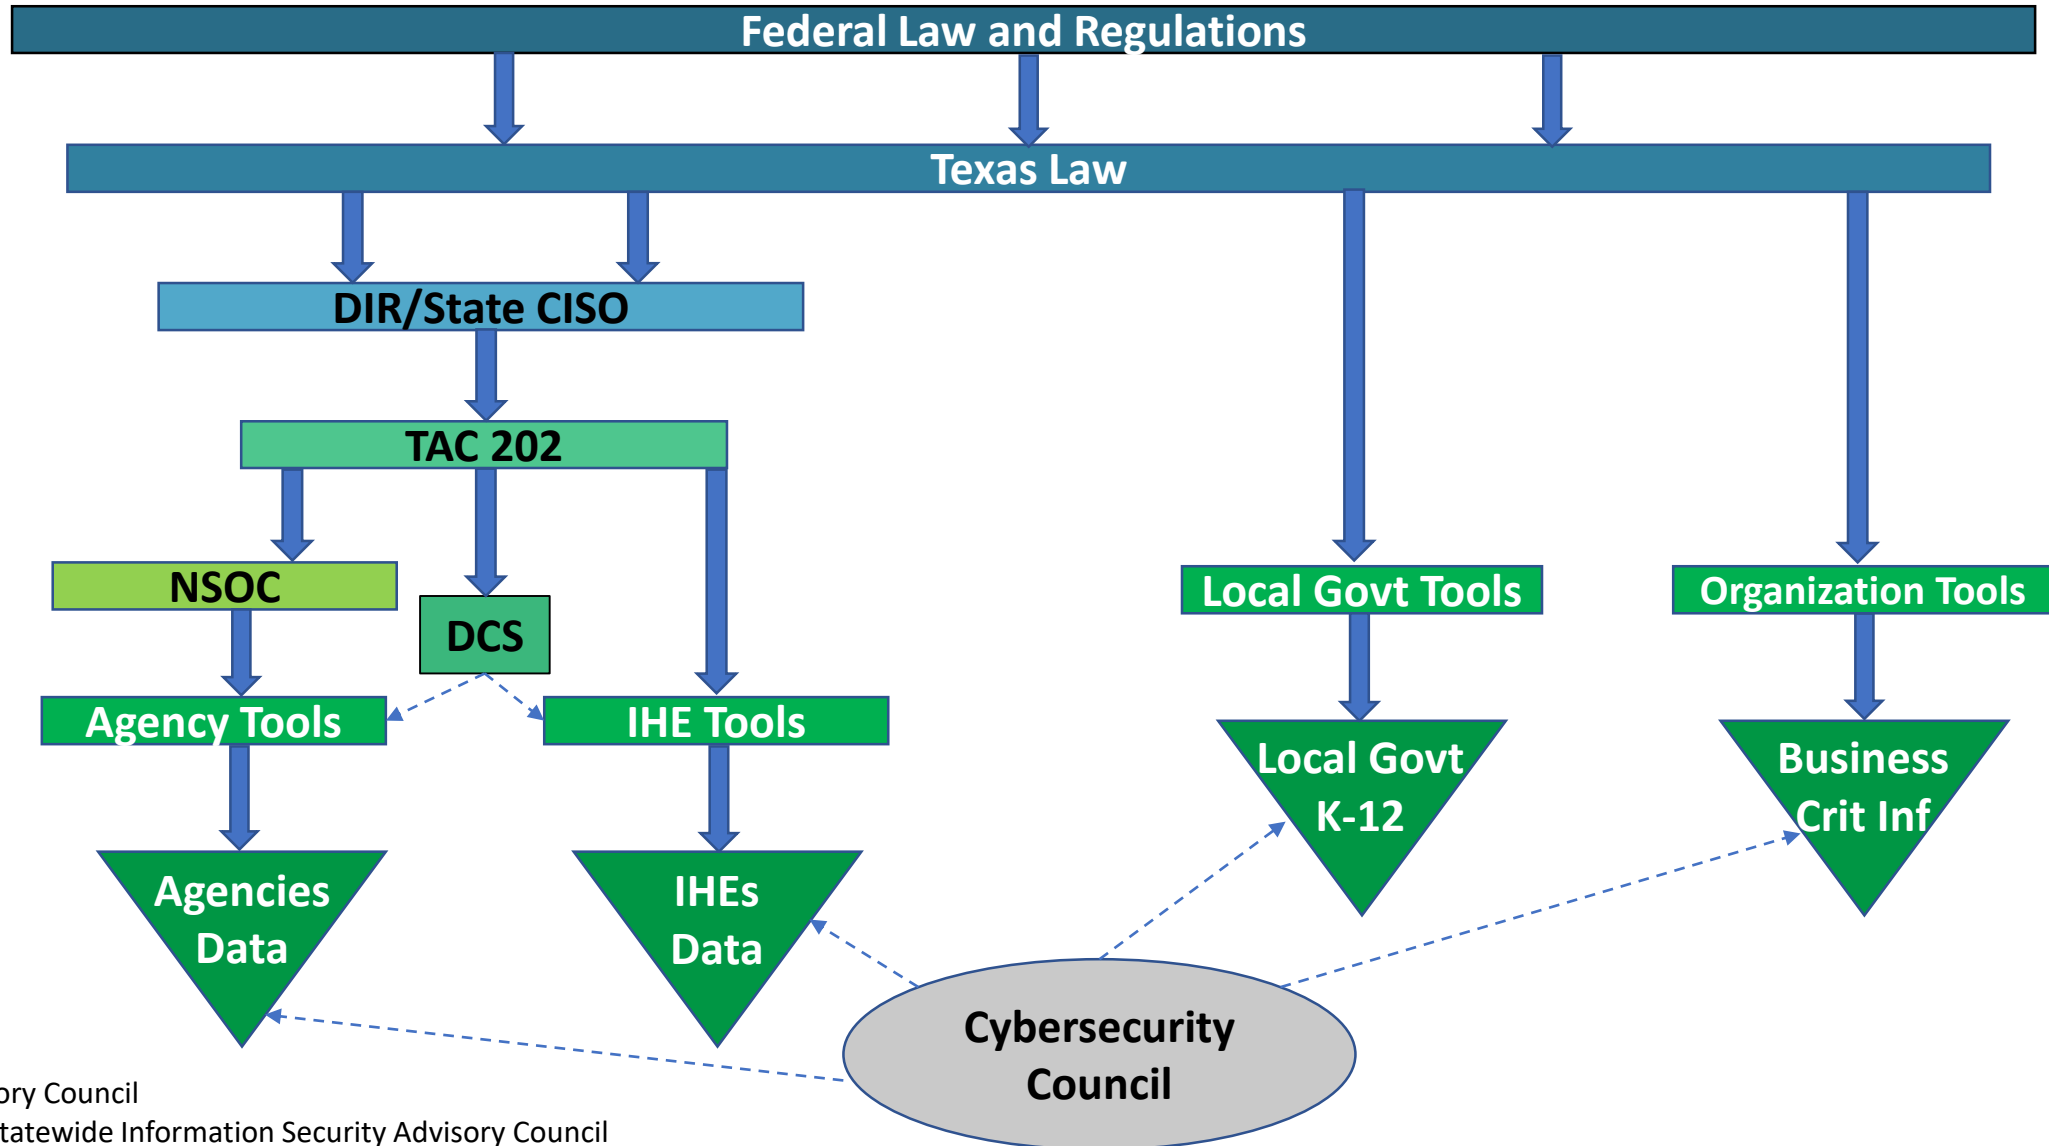 Federal Law and Regulations
Texas Law
DIR/State CISO
TAC 202
NSOC
DCS
Local Govt Tools
Organization Tools
Agency Tools
IHE Tools
Local Govt
K-12
Business
Crit Inf
Agencies
Data
IHEs
Data
Cybersecurity
Council
ory Council
tatewide Information Security Advisory Council